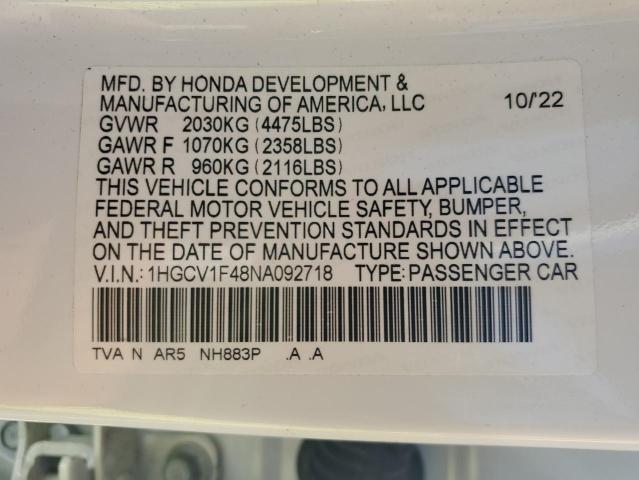 MFD. BY HONDA DEVELOPMENT &
MANUFACTURING OF AMERICA, LLC 10/'22
GVWR 2030KG (4475LBS)
GAWR F 1070KG (2358LBS)
GAWR R 960KG (2116LBS)
THIS VEHICLE CONFORMS TO ALL APPLICABLE
FEDERAL MOTOR VEHICLE SAFETY, BUMPER,
AND THEFT PREVENTION STANDARDS IN EFFECT
ON THE DATE OF MANUFACTURE SHOWN ABOVE.
V.I.N.: 1HGCV1F48NA092718 TYPE: PASSENGER CAR
TVA N AR5 NH883P .A .A